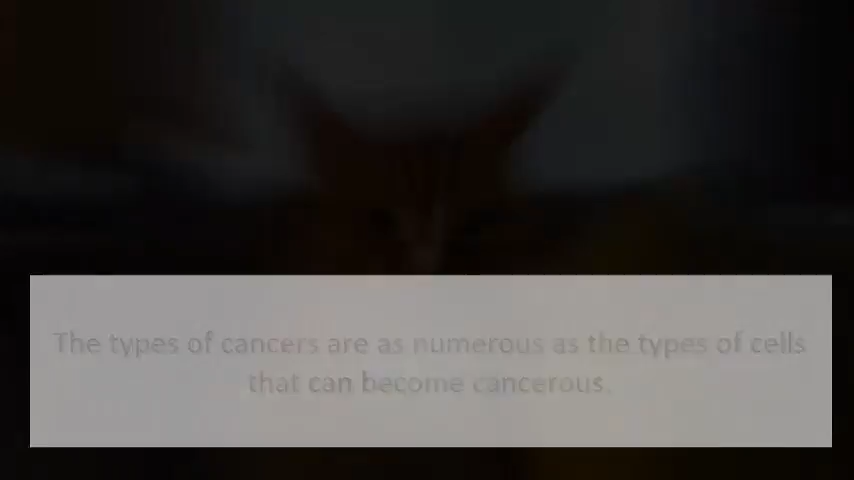 The types of cancers are as numerous as the types of cells
that can become cancerous.